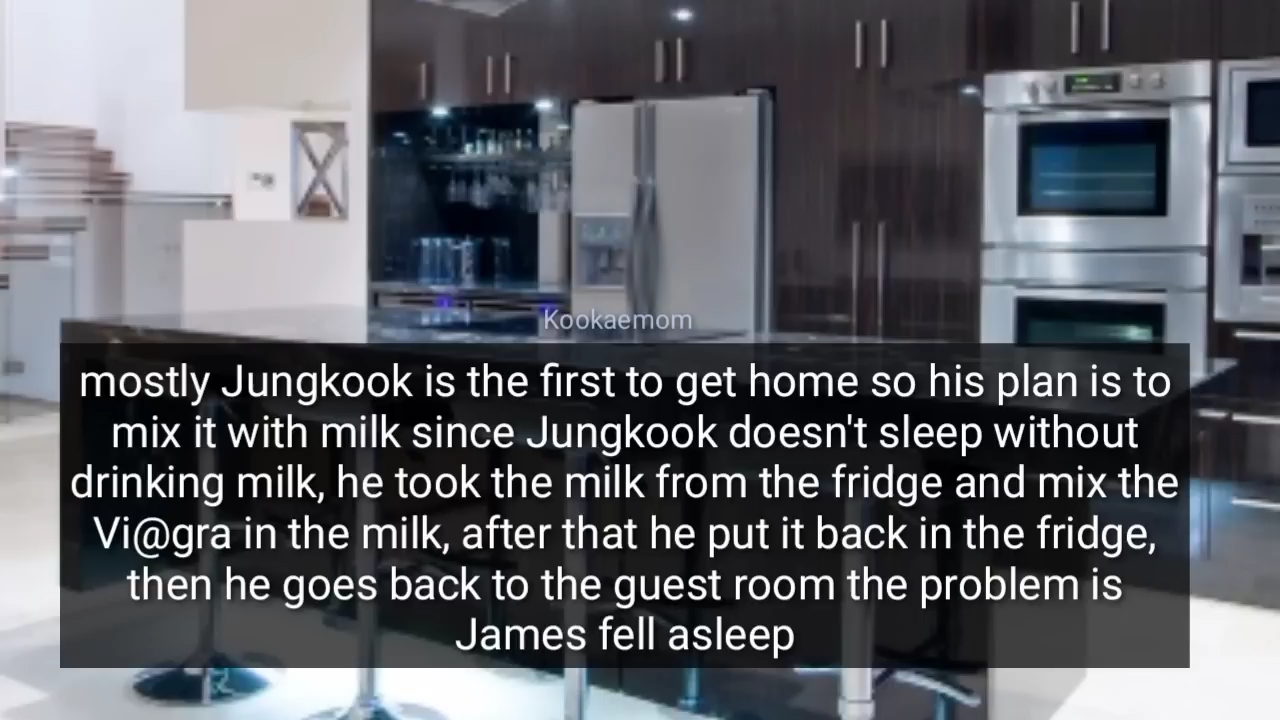 Kookaemom
mostly Jungkook is the first to get home so his plan is to
mix it with milk since Jungkook doesn't sleep without
drinking milk, he took the milk from the fridge and mix the
Vi@gra in the milk, after that he put it back in the fridge,
then he goes back to the guest room the problem is
James fell asleep